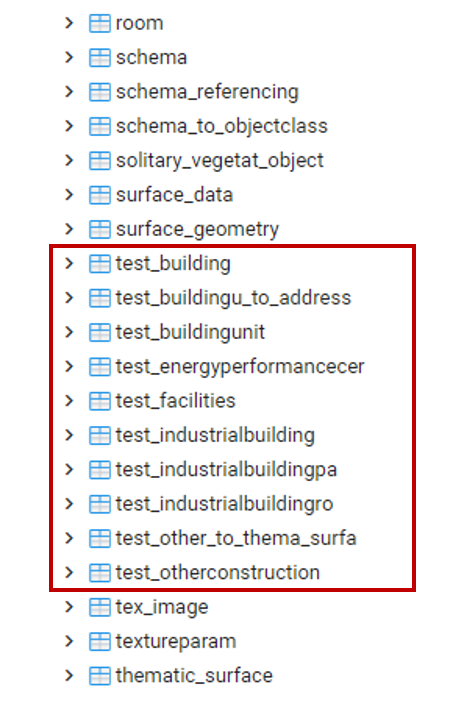 room
schema
schema_referencing
schema_to_objectclass
solitary_vegetat_object
surface_data
surface_geometry
test_building
test_buildingu_to_address
test_buildingunit
test_energyperformancecer
test_facilities
test_industrialbuilding
test_industrialbuildingpa
test_industrialbuildingro
test_other_to_thema_surfa
test_otherconstruction
tex_image
textureparam
thematic_surface